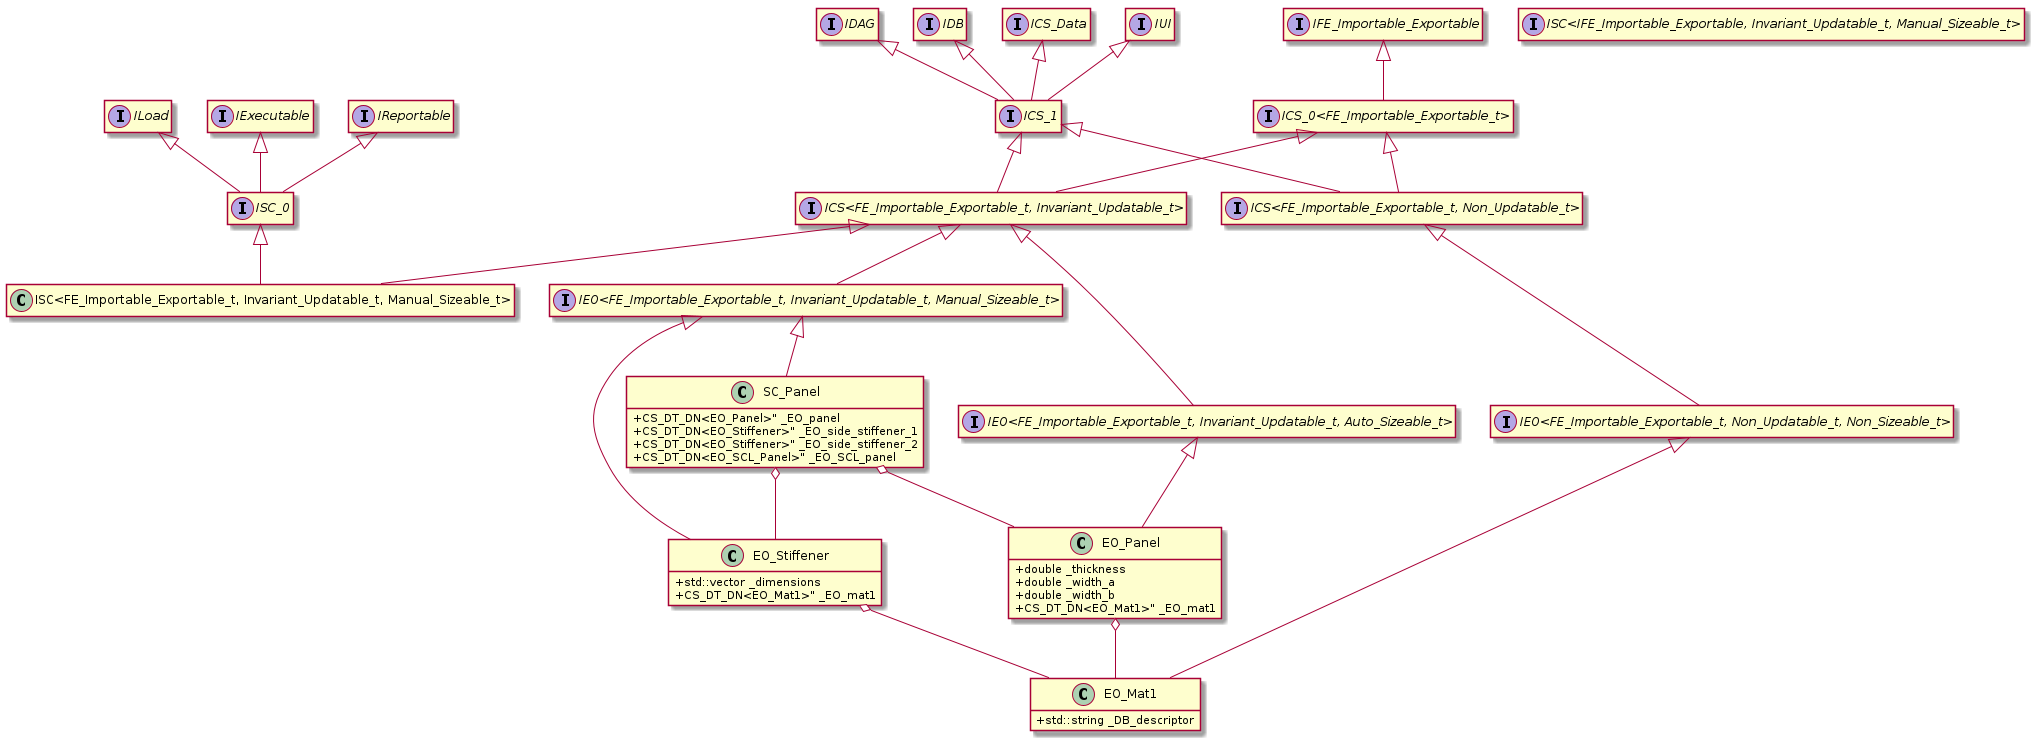 I IDAG
I IDB
I ICS_Data
I IUI
I IFE_Importable_Exportable
I ISC<IFE_Importable_Exportable, Invariant_Updatable_t, Manual_Sizeable_t>
I ILoad
I IExecutable
I IReportable
I ICS_1
I ICS_0<FE_Importable_Exportable_t>
I ISC_0
I ICS<FE_Importable_Exportable_t, Invariant_Updatable_t>
I ICS<FE_Importable_Exportable_t, Non_Updatable_t>
C ISC<FE_Importable_Exportable_t, Invariant_Updatable_t, Manual_Sizeable_t>
I IEO<FE_Importable_Exportable_t, Invariant_Updatable_t, Manual_Sizeable_t>
C SC_Panel
+CS_DT_DN<EO_Panel>" _EO_panel
+CS_DT_DN<EO_Stiffener>" _EO_side_stiffener_1
+CS_DT_DN<EO_Stiffener>" _EO_side_stiffener_2
+CS_DT_DN<EO_SCL_Panel>" _EO_SCL_panel
I IEO<FE_Importable_Exportable_t, Invariant_Updatable_t, Auto_Sizeable_t>
I IEO<FE_Importable_Exportable_t, Non_Updatable_t, Non_Sizeable_t>
C EO_Stiffener
+std::vector _dimensions
+CS_DT_DN<EO_Mat1>" _EO_mat1
C EO_Panel
+double _thickness
+double _width_a
+double _width_b
+CS_DT_DN<EO_Mat1>" _EO_mat1
C EO_Mat1
+std::string _DB_descriptor